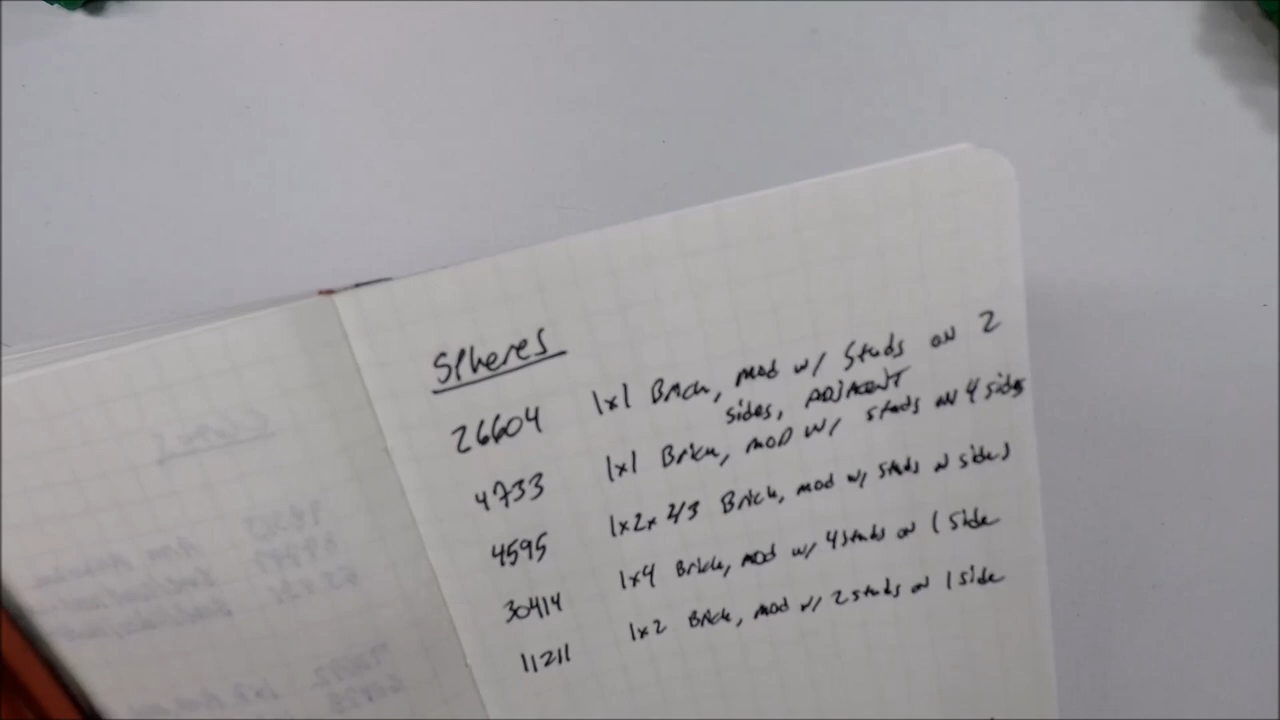 Spheres
26604 1x1 Brick, mod w/ Studs on 2
sides, ADJACENT
4733 1x1 Brick, moD w/ studs on 4 sides
4595 1x2x 2/3 Brick, mod w/ studs on sides
30414 1x4 Brick, mod w/ 4 studs on 1 side
11211 1x2 Brick, mod w/ 2 studs on 1 side